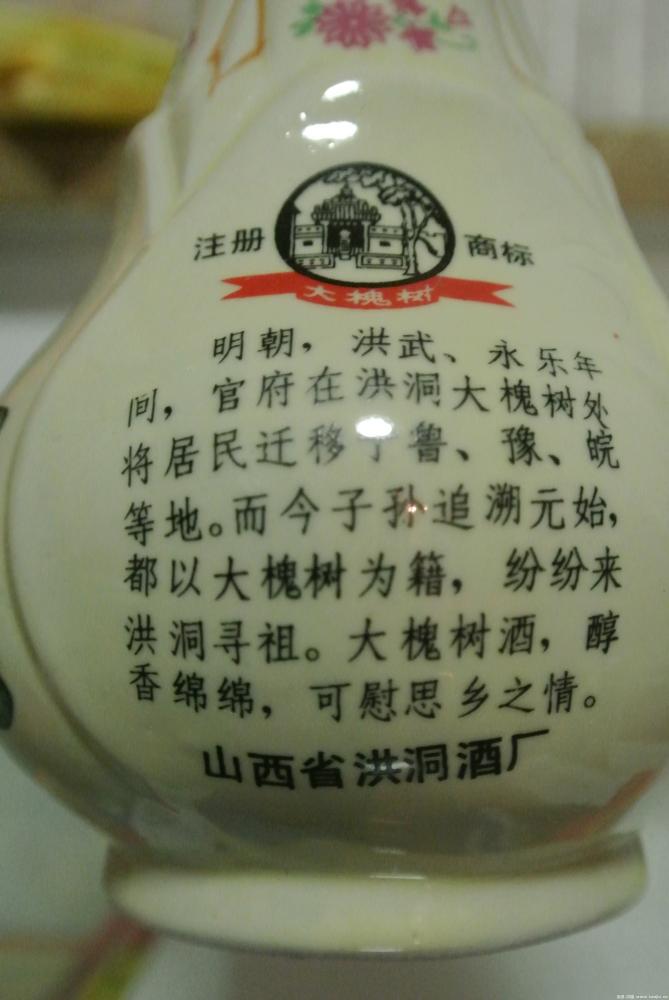 注册 商标
大槐树
明朝，洪武、永乐年
间，官府在洪洞大槐树处
将居民迁移于鲁、豫、皖
等地。而今子孙追溯元始，
都以大槐树为籍，纷纷来
洪洞寻祖。大槐树酒，醇
香绵绵，可慰思乡之情。
山西省洪洞酒厂